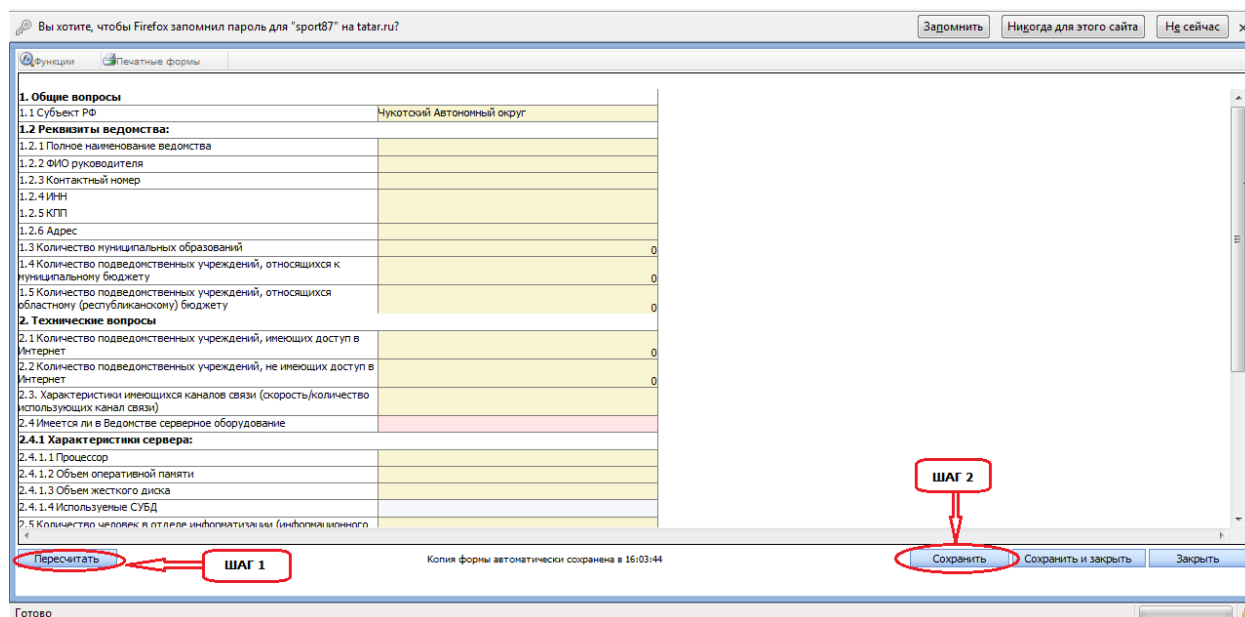 Вы хотите, чтобы Firefox запомнил пароль для "sport87" на tatar.ru?
Запомнить
Никогда для этого сайта
Не сейчас
Функции
Печатные формы
1. Общие вопросы
1.1 Субъект РФ
Чукотский Автономный округ
1.2 Реквизиты ведомства:
1.2.1 Полное наименование ведомства
1.2.2 ФИО руководителя
1.2.3 Контактный номер
1.2.4 ИНН
1.2.5 КПП
1.2.6 Адрес
1.3 Количество муниципальных образований
0
1.4 Количество подведомственных учреждений, относящихся к
муниципальному бюджету
0
1.5 Количество подведомственных учреждений, относящихся
областному (республиканскому) бюджету
0
2. Технические вопросы
2.1 Количество подведомственных учреждений, имеющих доступ в
Интернет
0
2.2 Количество подведомственных учреждений, не имеющих доступ в
Интернет
0
2.3. Характеристики имеющихся каналов связи (скорость/количество
использующих канал связи)
2.4 Имеется ли в Ведомстве серверное оборудование
2.4.1 Характеристики сервера:
2.4.1.1 Процессор
2.4.1.2 Объем оперативной памяти
2.4.1.3 Объем жесткого диска
2.4.1.4 Используемые СУБД
2.5 Количество человек в отделе информатизации (информационного
ШАГ 2
Пересчитать
ШАГ 1
Копия формы автоматически сохранена в 16:03:44
Сохранить
Сохранить и закрыть
Закрыть
Готово